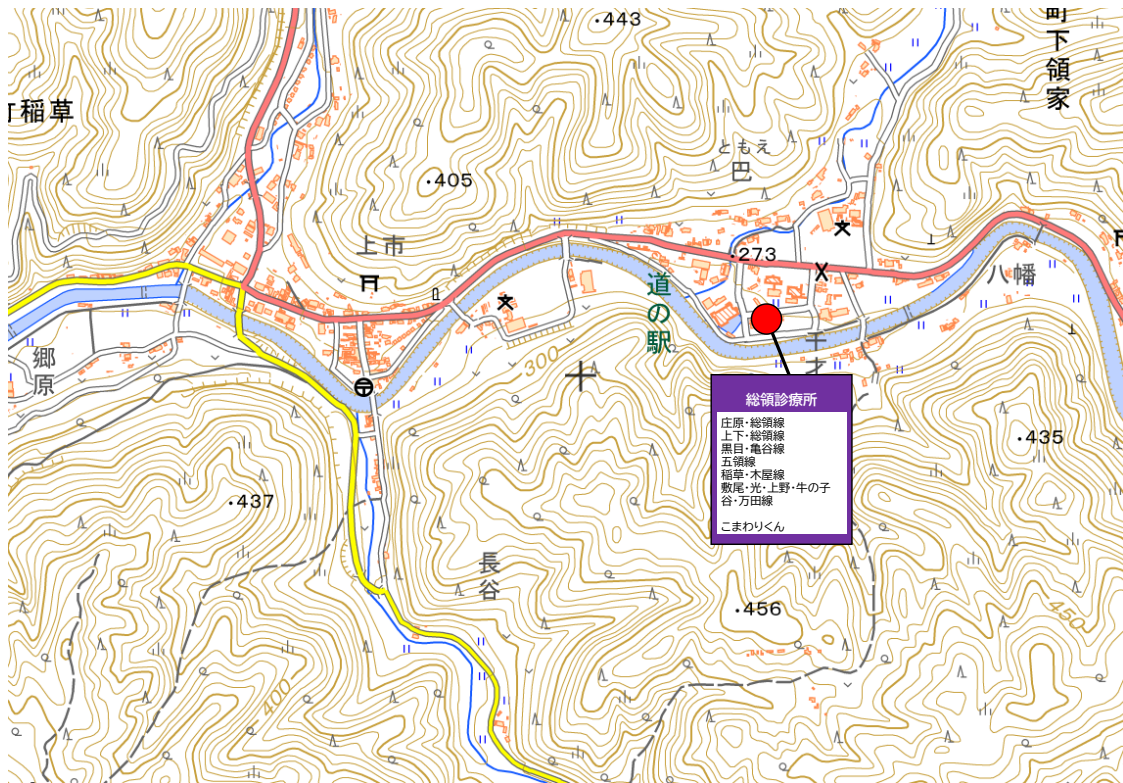 ・443
町下領家
町稲草
ともえ
巴
・405
上市
・273
道の駅
八幡
郷原
300
総領診療所
庄原・総領線
上下・総領線
黒目・亀谷線
五領線
稲草・木屋線
敷尾・光・上野・牛の子
谷・万田線
こまわりくん
・435
・437
長谷
・456
450
400